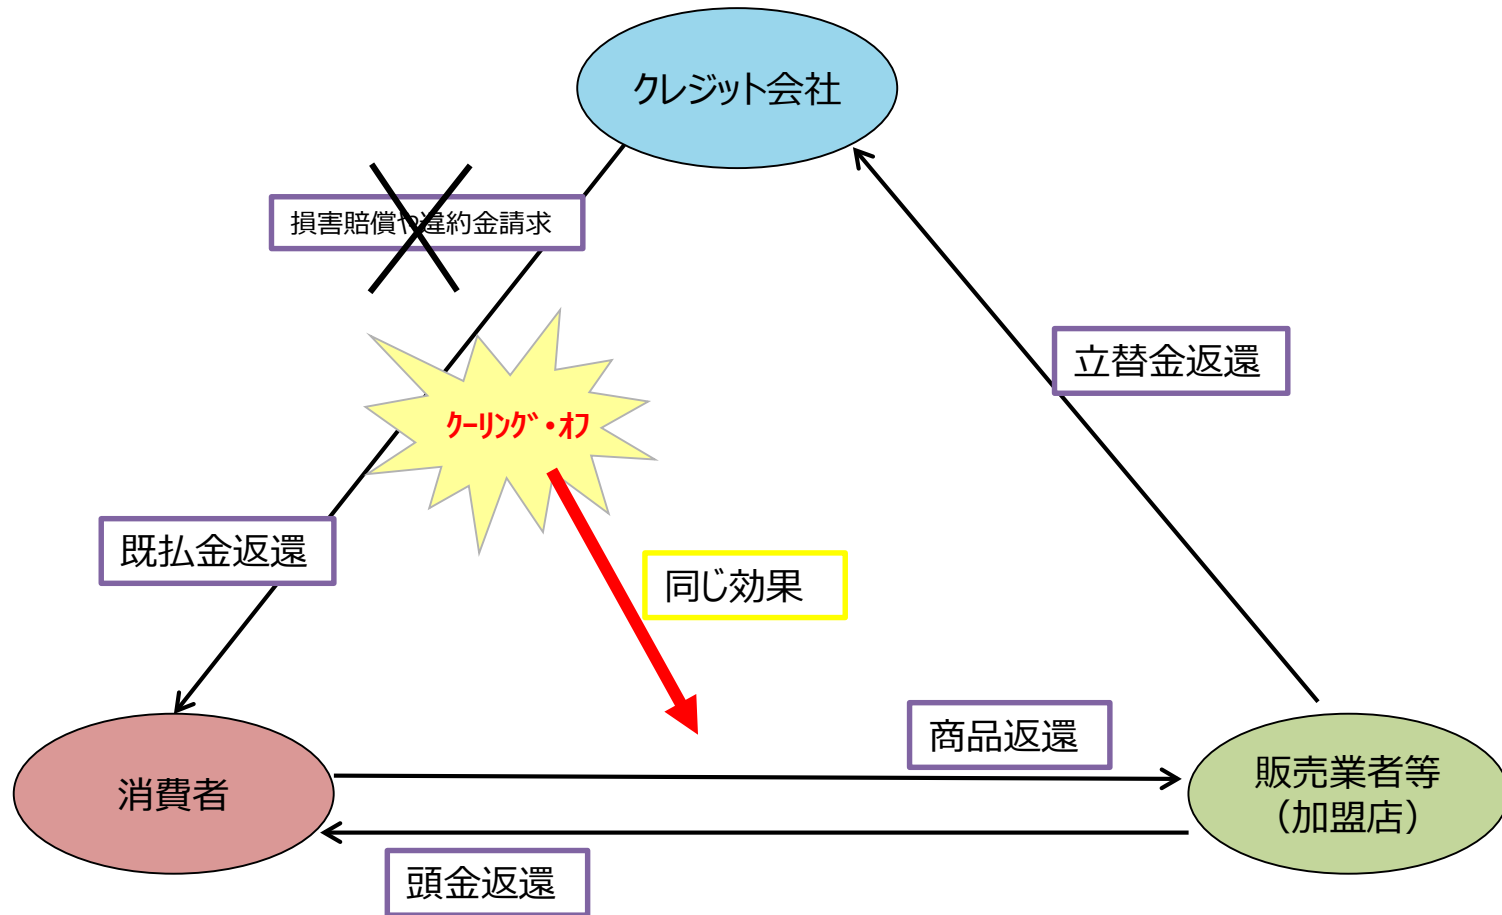 クレジット会社
損害賠償や違約金請求
立替金返還
ｸｰﾘﾝｸﾞ・ｵﾌ
既払金返還
同じ効果
商品返還
消費者
販売業者等
（加盟店）
頭金返還